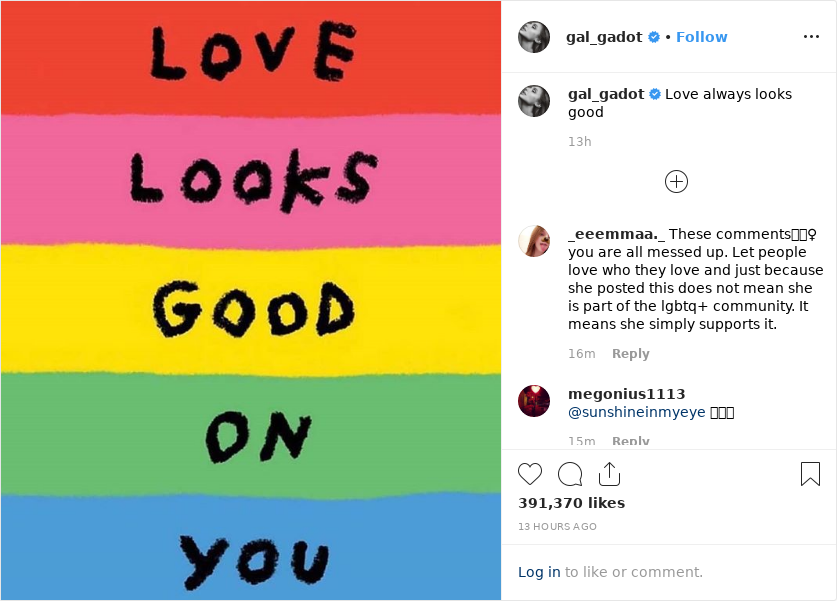 LOVE
LOOKS
GOOD
ON
YOU
gal_gadot • Follow
gal_gadot Love always looks
good
13h
_eeemmaa._ These comments♀
you are all messed up. Let people
love who they love and just because
she posted this does not mean she
is part of the lgbtq+ community. It
means she simply supports it.
16m Reply
megonius1113
@sunshineinmyeye
15m Reply
391,370 likes
13 HOURS AGO
Log in to like or comment.